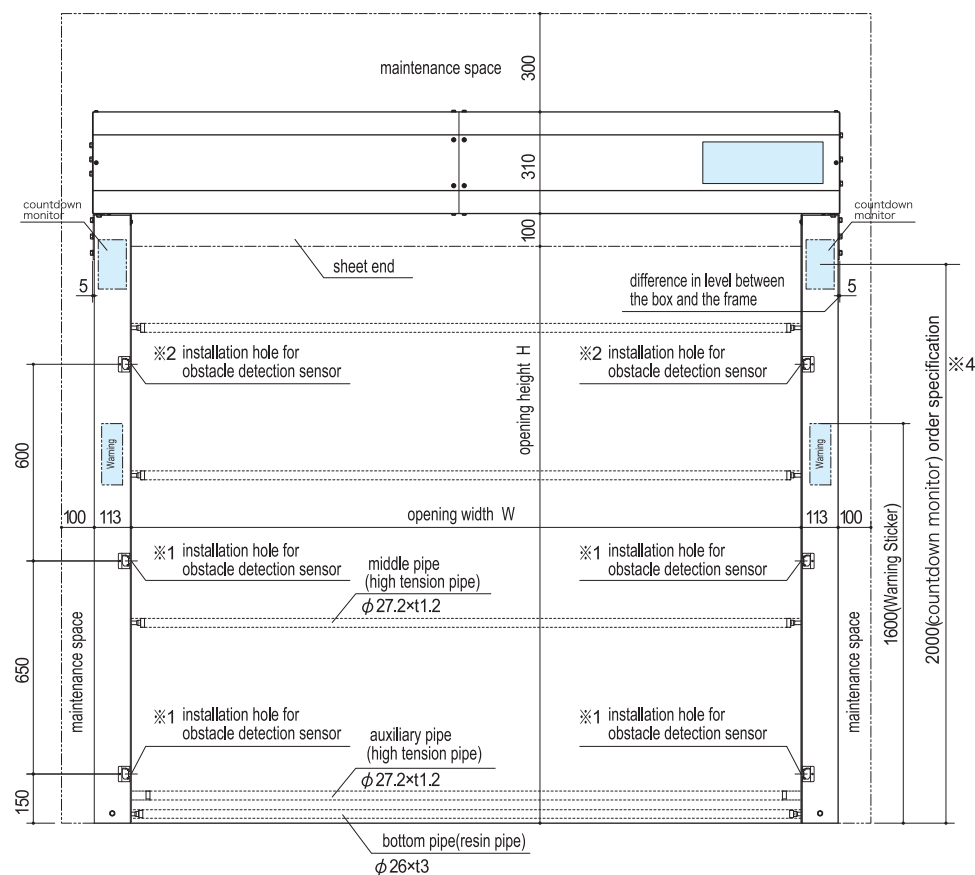 maintenance space
300
310
countdown
monitor
countdown
monitor
100
sheet end
5
difference in level between
the box and the frame
5
※2 installation hole for
obstacle detection sensor
opening height H
※2 installation hole for
obstacle detection sensor
2000(countdown monitor) order specification
※4
600
Warning
Warning
100
113
opening width W
113
100
1600(Warning Sticker)
※1 installation hole for
obstacle detection sensor
middle pipe
(high tension pipe)
φ27.2×t1.2
※1 installation hole for
obstacle detection sensor
650
maintenance space
maintenance space
※1 installation hole for
obstacle detection sensor
auxiliary pipe
(high tension pipe)
φ27.2×t1.2
※1 installation hole for
obstacle detection sensor
150
bottom pipe(resin pipe)
φ26×t3